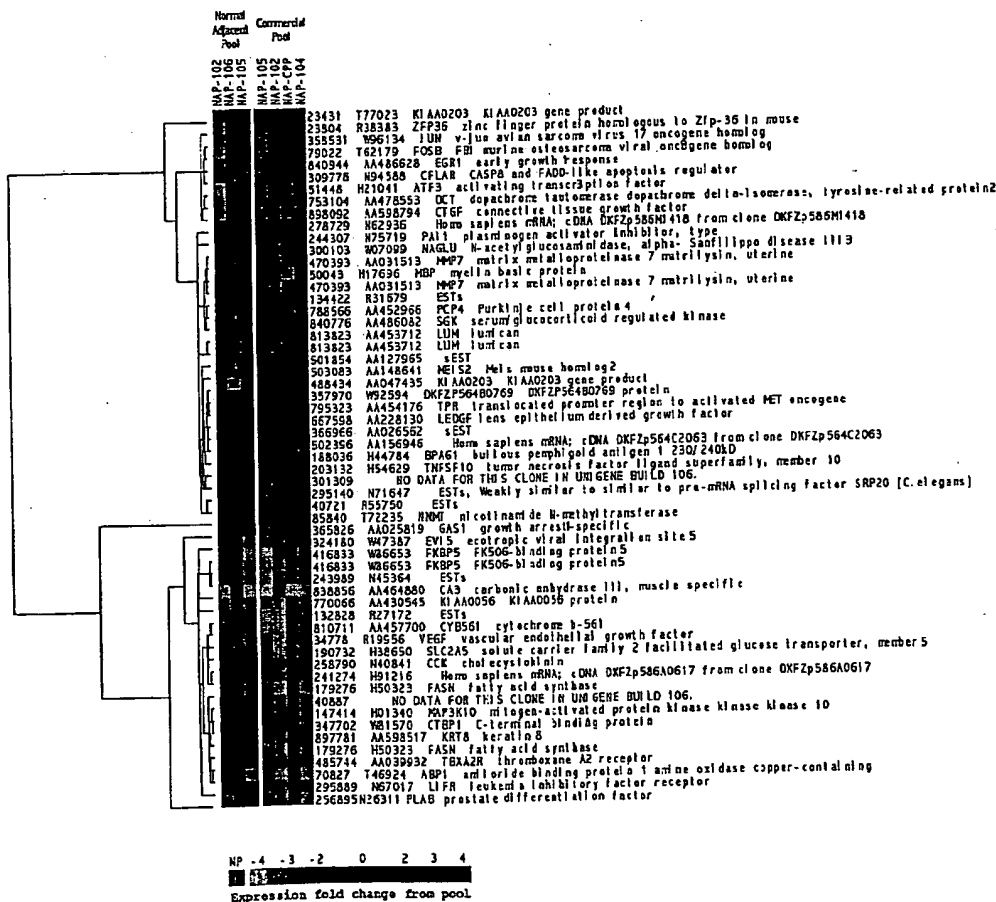 Normal Adjacent Pool
Commercial Pool
NAP-102
NAP-106
NAP-105
NAP-105
NAP-102
NAP-CPP
NAP-104
23431 T77023 KIAA0203 KIAA0203 gene product
23804 R38383 ZFP36 zinc finger protein homologous to Zfp-36 in mouse
358531 W96134 JUN v-jun avian sarcoma virus 17 oncogene homolog
79022 T62179 FOSB FBJ murine osteosarcoma viral oncogene homolog
840944 AA486628 EGR1 early growth response
309776 N94588 CFLAR CASP8 and FADD-like apoptosis regulator
51448 H21041 ATF3 activating transcr3ption factor
753104 AA478553 DCT dopachrome tautomerase dopachrome delta-isomerase, tyrosine-related protein2
898092 AA598794 CTGF connective tissue growth factor
278729 N62936 Homo sapiens mRNA; cDNA DKFZp586M1418 from clone DKFZp586M1418
244307 N75719 PAI1 plasminogen activator inhibitor, type
300103 W07099 NAGLU N-acetylglucosaminidase, alpha- Sanfilippo disease III3
470393 AA031513 MMP7 matrix metalloproteinase 7 matrilysin, uterine
50043 H17696 MBP myelin basic protein
470393 AA031513 MMP7 matrix metalloproteinase 7 matrilysin, uterine
134422 R31679 ESTs
788566 AA452966 PCP4 Purkinje cell protein4
840776 AA486082 SGK serum/glucocorticoid regulated kinase
813823 AA453712 LUM lumican
813823 AA453712 LUM lumican
501854 AA127965 sEST
503083 AA148641 MEIS2 Meis mouse homolog2
488434 AA047435 KIAA0203 KIAA0203 gene product
357970 W92594 DKFZP564B0769 DKFZP564B0769 protein
795323 AA454176 TPR translocated promoter region to activated MET oncogene
667598 AA228130 LEDGF lens epithelium derived growth factor
366966 AA026562 sEST
502396 AA156946 Homo sapiens mRNA; cDNA DKFZp564C2063 from clone DKFZp564C2063
188036 H44784 BPAG1 bullous pemphigoid antigen 1 230/240kD
203132 H54629 TNFSF10 tumor necrosis factor ligand superfamily, member 10
301309 NO DATA FOR THIS CLONE IN UNIGENE BUILD 106.
295140 N71647 ESTs, Weakly similar to similar to pre-mRNA splicing factor SRP20 [C.elegans]
40721 R55750 ESTs
85840 T72235 NNMT nicotinamide N-methyltransferase
365826 AA025819 GAS1 growth arrest-specific
324180 W47387 EVI5 ecotropic viral integration site5
416833 W86653 FKBP5 FK506-binding protein5
416833 W86653 FKBP5 FK506-binding protein5
243989 N45364 ESTs
838856 AA464880 CA3 carbonic anhydrase III, muscle specific
770066 AA430545 KIAA0056 KIAA0056 protein
132828 R27172 ESTs
810711 AA457700 CYB561 cytochrome b-561
34778 R19956 VEGF vascular endothelial growth factor
190732 H38650 SLC2A5 solute carrier family 2 facilitated glucose transporter, member5
258790 N40841 CCK cholecystokinin
241274 H91216 Homo sapiens mRNA; cDNA DKFZp586A0617 from clone DKFZp586A0617
179276 H50323 FASN fatty acid synthase
40887 NO DATA FOR THIS CLONE IN UNIGENE BUILD 106.
147414 H01340 MAP3K10 mitogen-activated protein kinase kinase kinase 10
347702 W81570 CTBP1 C-terminal binding protein
897781 AA598517 KRT8 keratin8
179276 H50323 FASN fatty acid synthase
485744 AA039932 TBXA2R thromboxane A2 receptor
70827 T46924 ABP1 amiloride binding protein 1 amine oxidase copper-containing
295889 N67017 LIFR leukemia inhibitory factor receptor
256895N26311 PLAB prostate differentiation factor
NP -4 -3 -2 0 2 3 4
Expression fold change from pool